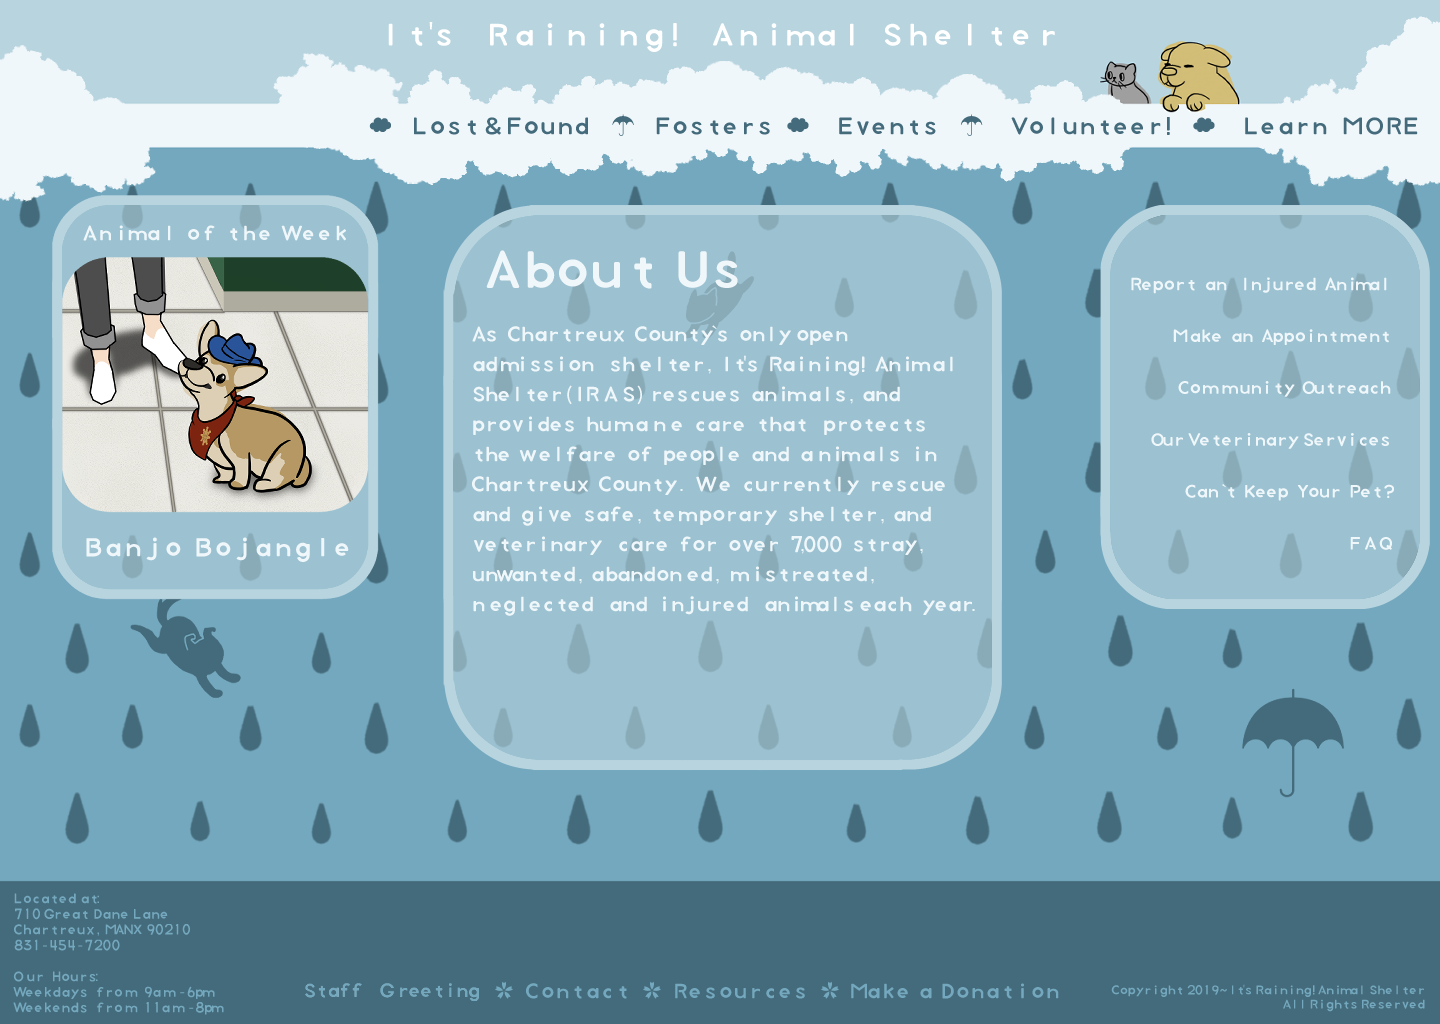 It's Raining! Animal Shelter
Lost&Found Fosters Events Volunteer! Learn MORE
Animal of the Week
Banjo Bojangle
About Us
As Chartreux County`s only open
admission shelter, It's Raining! Animal
Shelter(IRAS) rescues animals, and
provides humane care that protects
the welfare of people and animals in
Chartreux County. We currently rescue
and give safe, temporary shelter, and
veterinary care for over 7,000 stray,
unwanted, abandoned, mistreated,
neglected and injured animals each year.
Report an Injured Animal
Make an Appointment
Community Outreach
Our Veterinary Services
Can`t Keep Your Pet?
FAQ
Located at:
710 Great Dane Lane
Chartreux, MANX 90210
831-454-7200
Our Hours:
Weekdays from 9am-6pm
Weekends from 11am-8pm
Staff Greeting ✲ Contact ✲ Resources ✲ Make a Donation
Copyright 2019~It's Raining! Animal Shelter
All Rights Reserved